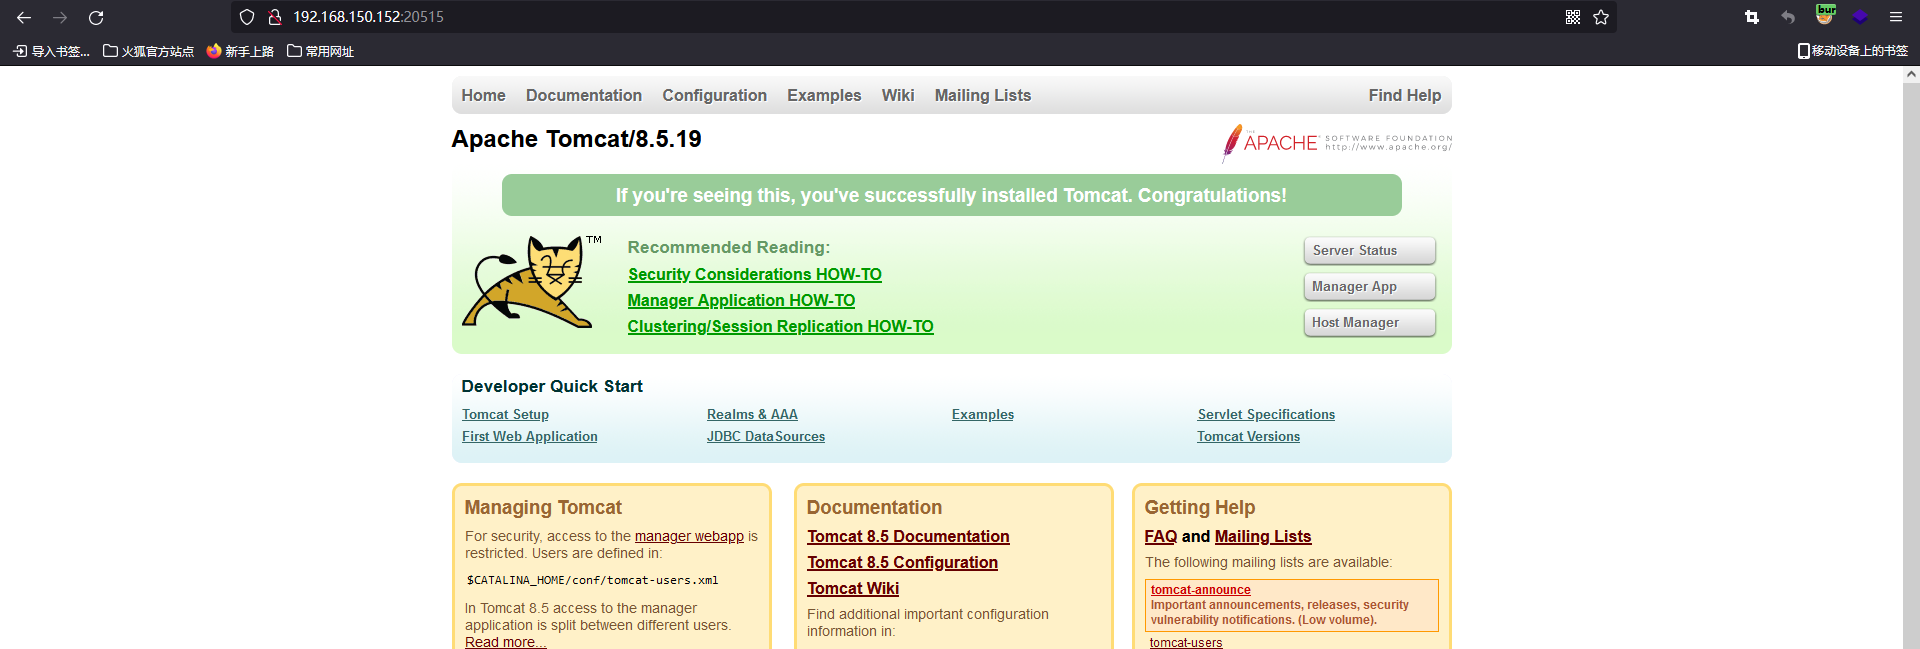 192.168.150.152:20515
bur
导入书签... 火狐官方站点 新手上路 常用网址 移动设备上的书签
Home Documentation Configuration Examples Wiki Mailing Lists Find Help
Apache Tomcat/8.5.19
THE
APACHE SOFTWARE FOUNDATION
http://www.apache.org/
If you're seeing this, you've successfully installed Tomcat. Congratulations!
TM
Recommended Reading:
Security Considerations HOW-TO
Manager Application HOW-TO
Clustering/Session Replication HOW-TO
Server Status
Manager App
Host Manager
Developer Quick Start
Tomcat Setup Realms & AAA Examples Servlet Specifications
First Web Application JDBC DataSources Tomcat Versions
Managing Tomcat
For security, access to the manager webapp is
restricted. Users are defined in:
$CATALINA_HOME/conf/tomcat-users.xml
In Tomcat 8.5 access to the manager
application is split between different users.
Read more...
Documentation
Tomcat 8.5 Documentation
Tomcat 8.5 Configuration
Tomcat Wiki
Find additional important configuration
information in:
Getting Help
FAQ and Mailing Lists
The following mailing lists are available:
tomcat-announce
Important announcements, releases, security
vulnerability notifications. (Low volume).
tomcat-users